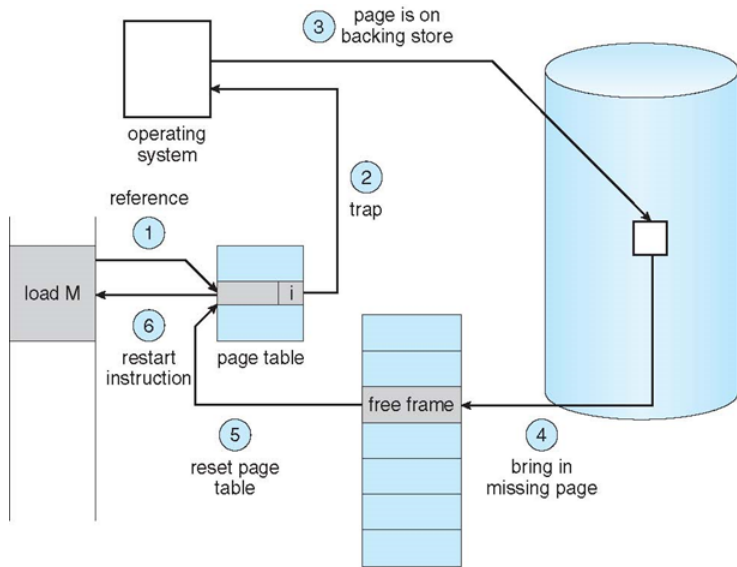 3
page is on
backing store
operating
system
2
trap
reference
1
load M
i
6
restart
instruction
page table
free frame
5
reset page
table
4
bring in
missing page